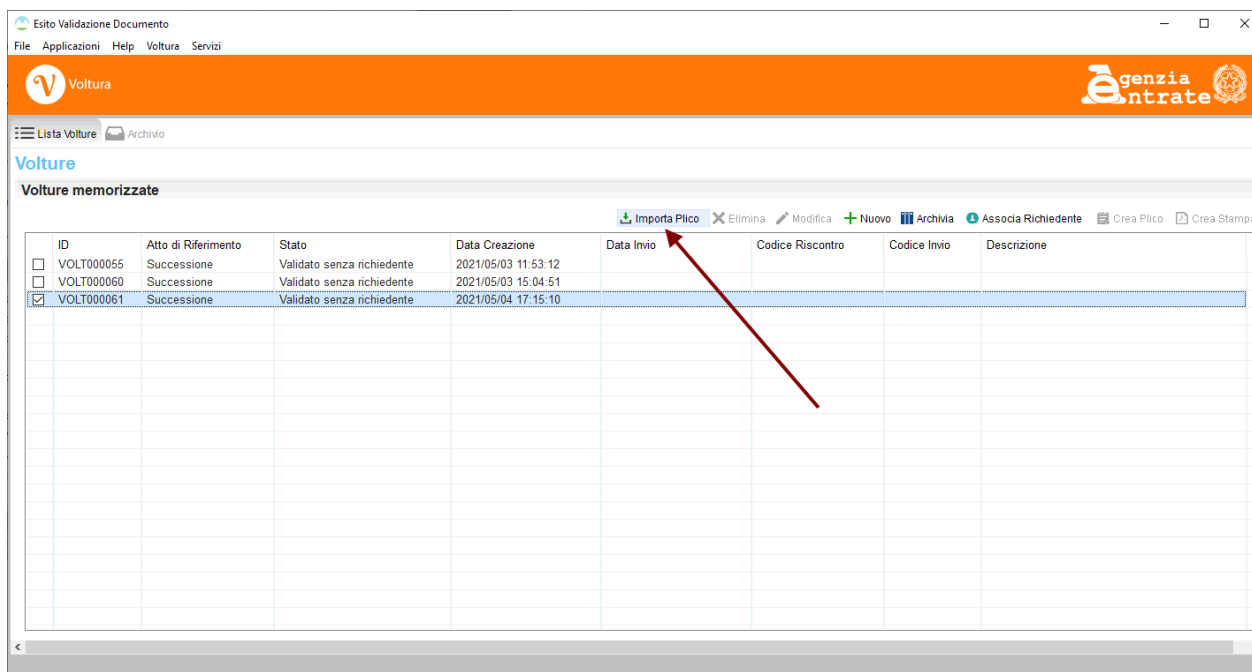 Esito Validazione Documento
File Applicazioni Help Voltura Servizi
V Voltura
Agenzia Entrate
Lista Volture Archivio
Volture
Volture memorizzate
Importa Plico Elimina Modifica Nuovo Archivia Associa Richiedente Crea Plico Crea Stampa
ID Atto di Riferimento Stato Data Creazione Data Invio Codice Riscontro Codice Invio Descrizione
VOLT000055 Successione Validato senza richiedente 2021/05/03 11:53:12
VOLT000060 Successione Validato senza richiedente 2021/05/03 15:04:51
VOLT000061 Successione Validato senza richiedente 2021/05/04 17:15:10